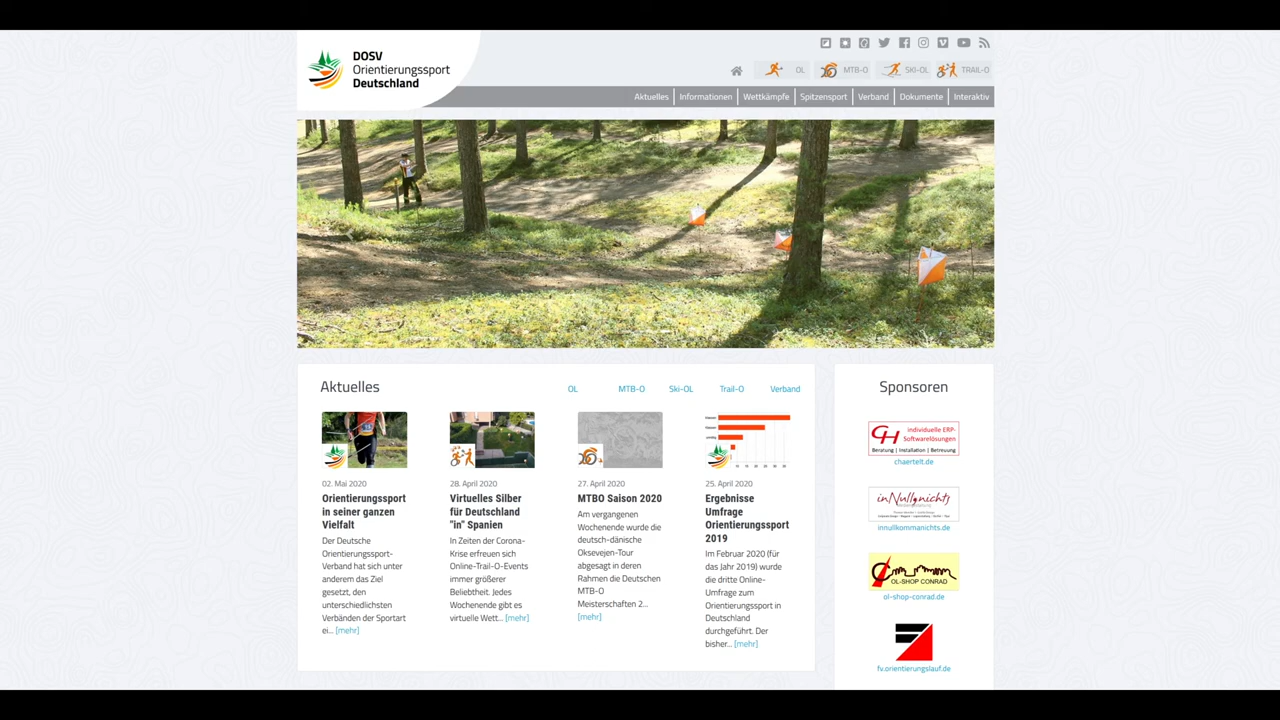 DOSV
Orientierungssport
Deutschland
OL
MTB-O
SKI-OL
TRAIL-O
Aktuelles
Informationen
Wettkämpfe
Spitzensport
Verband
Dokumente
Interaktiv
Aktuelles
OL
MTB-O
Ski-OL
Trail-O
Verband
02. Mai 2020
Orientierungssport
in seiner ganzen
Vielfalt
Der Deutsche
Orientierungssport-
Verband hat sich unter
anderem das Ziel
gesetzt, den
unterschiedlichsten
Verbänden der Sportart
ei... [mehr]
28. April 2020
Virtuelles Silber
für Deutschland
"in" Spanien
In Zeiten der Corona-
Krise erfreuen sich
Online-Trail-O-Events
immer größerer
Beliebtheit. Jedes
Wochenende gibt es
virtuelle Wett... [mehr]
27. April 2020
MTBO Saison 2020
Am vergangenen
Wochenende wurde die
deutsch-dänische
Oksevejen-Tour
abgesagt in deren
Rahmen die Deutschen
MTB-O
Meisterschaften 2...
[mehr]
25. April 2020
Ergebnisse
Umfrage
Orientierungssport
2019
Im Februar 2020 (für
das Jahr 2019) wurde
die dritte Online-
Umfrage zum
Orientierungssport in
Deutschland
durchgeführt. Der
bisher... [mehr]
Sponsoren
CH
individuelle ERP-
Softwarelösungen
Beratung | Installation | Betreuung
chaertelt.de
inNullkommanichts
innullkommanichts.de
OL-SHOP CONRAD
ol-shop-conrad.de
fv.orientierungslauf.de